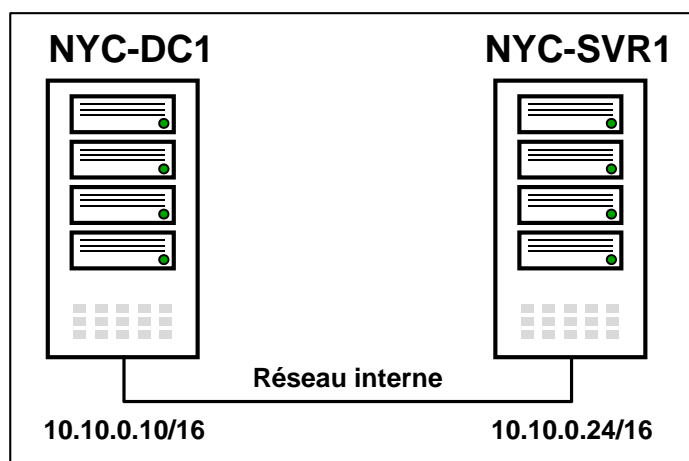 NYC-DC1
NYC-SVR1
Réseau interne
10.10.0.10/16
10.10.0.24/16